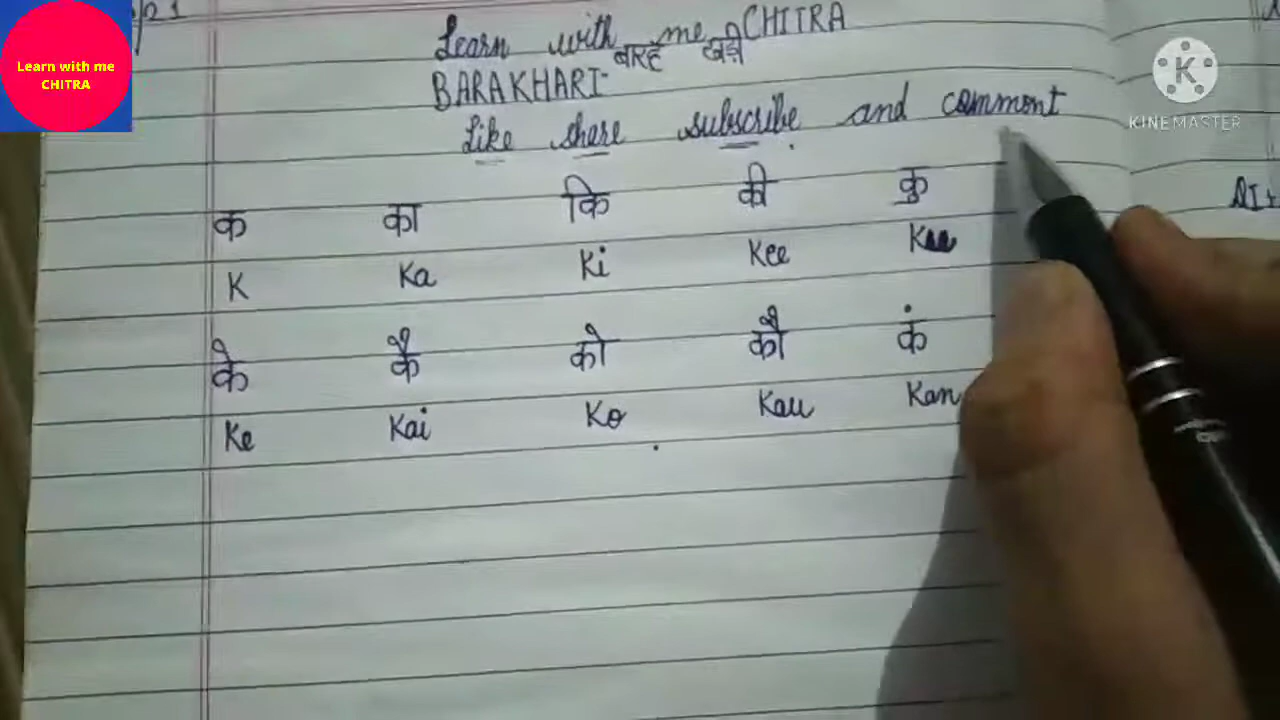 /21
Learn with me
CHITRA
Learn with me CHITRA
बारह खड़ी
BARAKHARI-
Like share subscribe and comment
KINEMASTER
क का कि की कु
K Ka Ki Kee
के कै को कौ कं
Ke Kai Ko Kau Kan